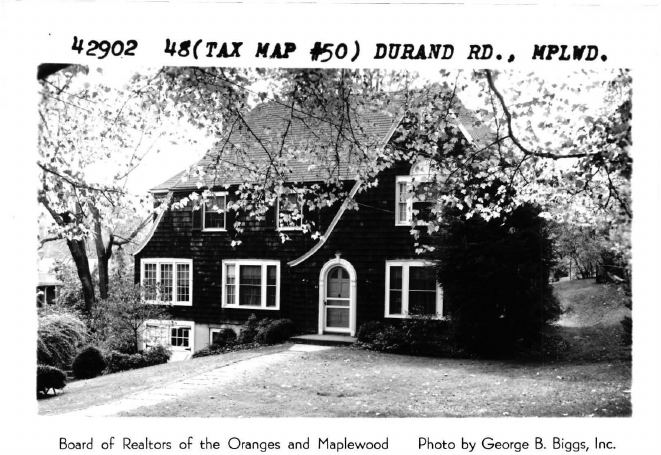 42902 48(TAX MAP #50) DURAND RD., MPLWD.
Board of Realtors of the Oranges and Maplewood Photo by George B. Biggs, Inc.